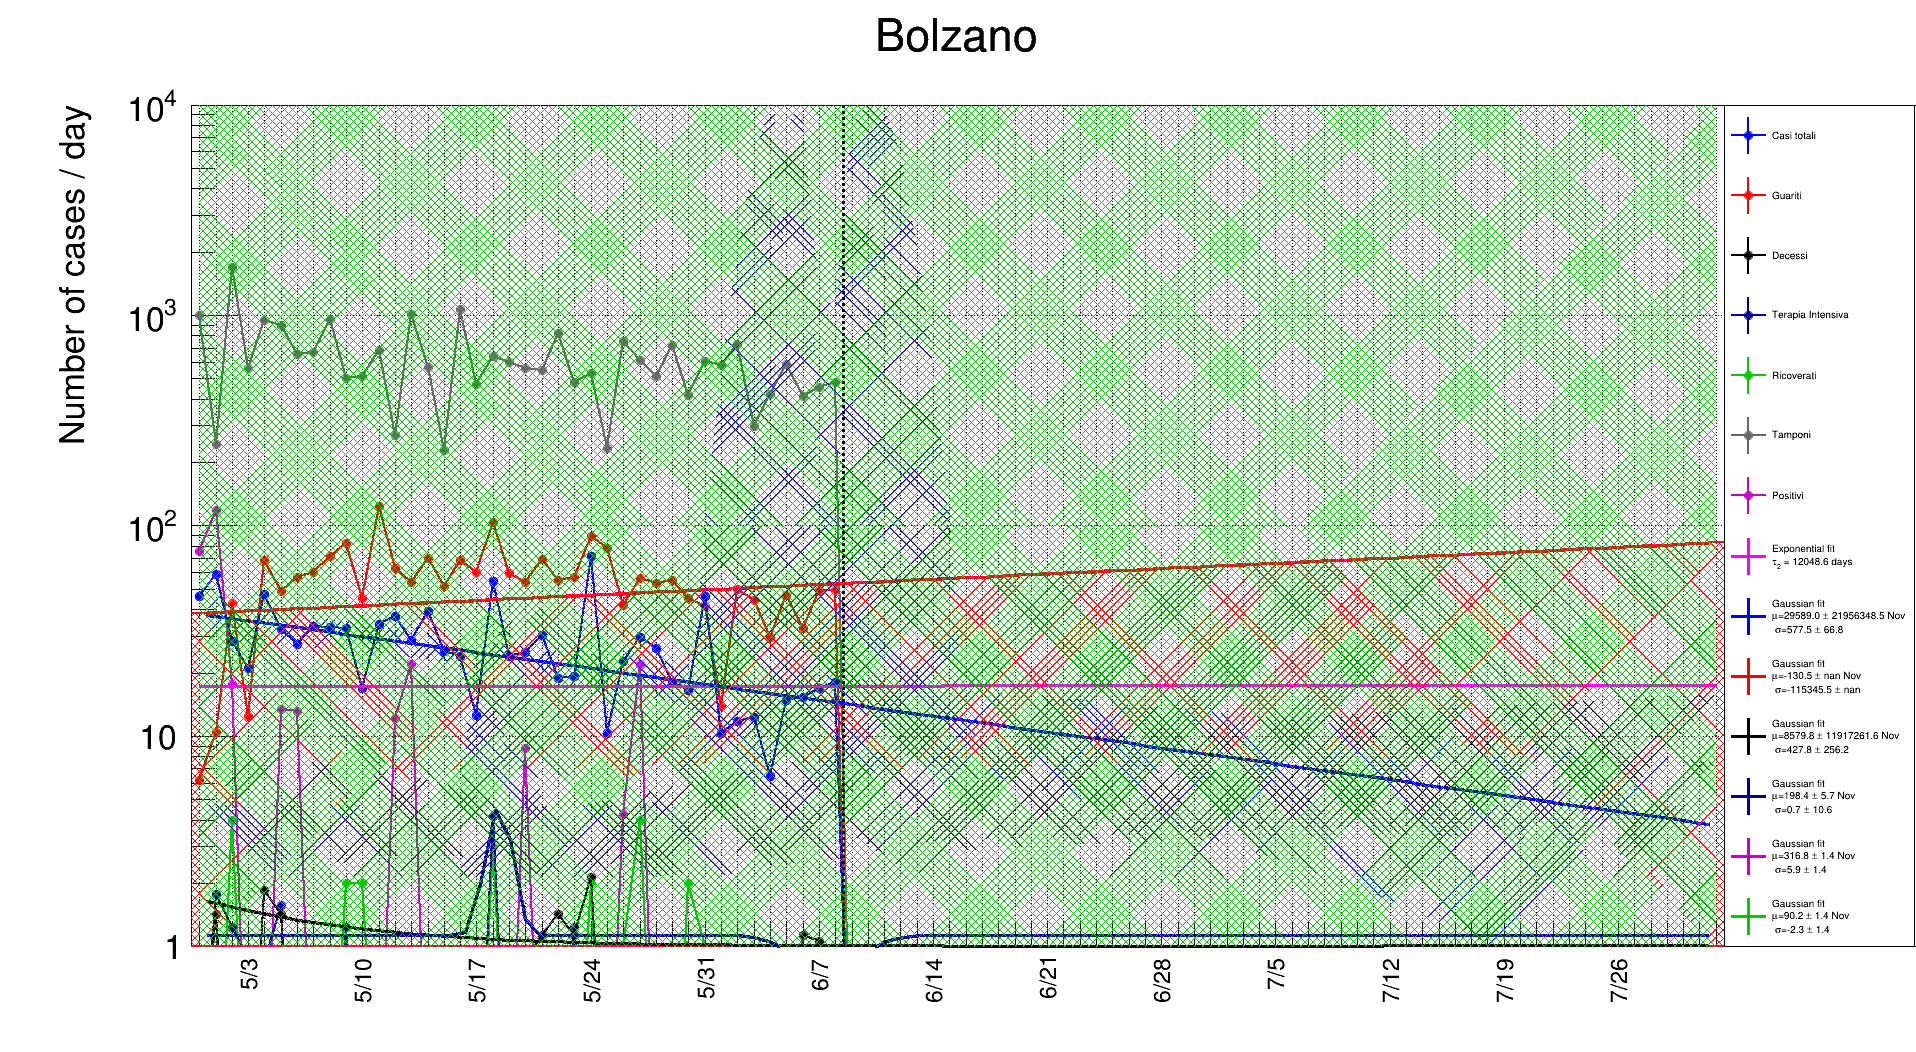 Bolzano
Number of cases / day
10^4
10^3
10^2
10
1
5/3
5/10
5/17
5/24
5/31
6/7
6/14
6/21
6/28
7/5
7/12
7/19
7/26
Casi totali
Guariti
Decessi
Terapia Intensiva
Ricoverati
Tamponi
Positivi
Exponential fit
τ₂ = 12048.6 days
Gaussian fit
μ=29589.0 ± 21956348.5 Nov
σ=577.5 ± 66.8
Gaussian fit
μ=-130.5 ± nan Nov
σ=-115345.5 ± nan
Gaussian fit
μ=8579.8 ± 11917261.6 Nov
σ=427.8 ± 256.2
Gaussian fit
μ=198.4 ± 5.7 Nov
σ=0.7 ± 10.6
Gaussian fit
μ=316.8 ± 1.4 Nov
σ=5.9 ± 1.4
Gaussian fit
μ=90.2 ± 1.4 Nov
σ=-2.3 ± 1.4